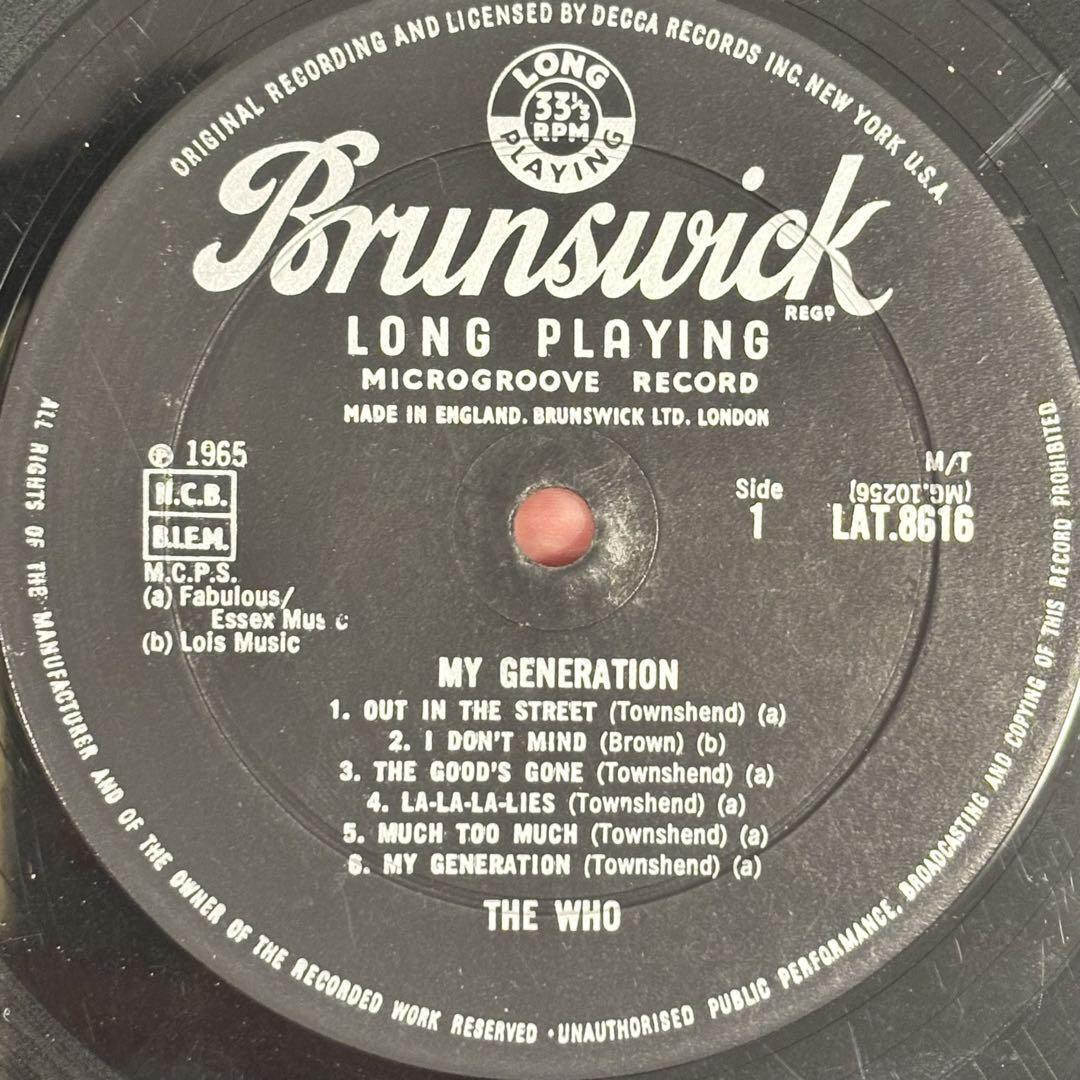 ORIGINAL RECORDING AND LICENSED BY DECCA RECORDS INC. NEW YORK U.S.A.
LONG
33⅓
RPM
PLAYING
Brunswick
REGD
LONG PLAYING
MICROGROOVE RECORD
MADE IN ENGLAND. BRUNSWICK LTD. LONDON
℗ 1965
N.C.B.
B.I.E.M.
M.C.P.S.
(a) Fabulous/
Essex Music
(b) Lois Music
M/T
(MG.10256)
Side
1
LAT.8616
MY GENERATION
1. OUT IN THE STREET (Townshend) (a)
2. I DON'T MIND (Brown) (b)
3. THE GOOD'S GONE (Townshend) (a)
4. LA-LA-LA-LIES (Townshend) (a)
5. MUCH TOO MUCH (Townshend) (a)
6. MY GENERATION (Townshend) (a)
THE WHO
ALL RIGHTS OF THE MANUFACTURER AND OF THE OWNER OF THE RECORDED WORK RESERVED · UNAUTHORISED PUBLIC PERFORMANCE, BROADCASTING AND COPYING OF THIS RECORD PROHIBITED